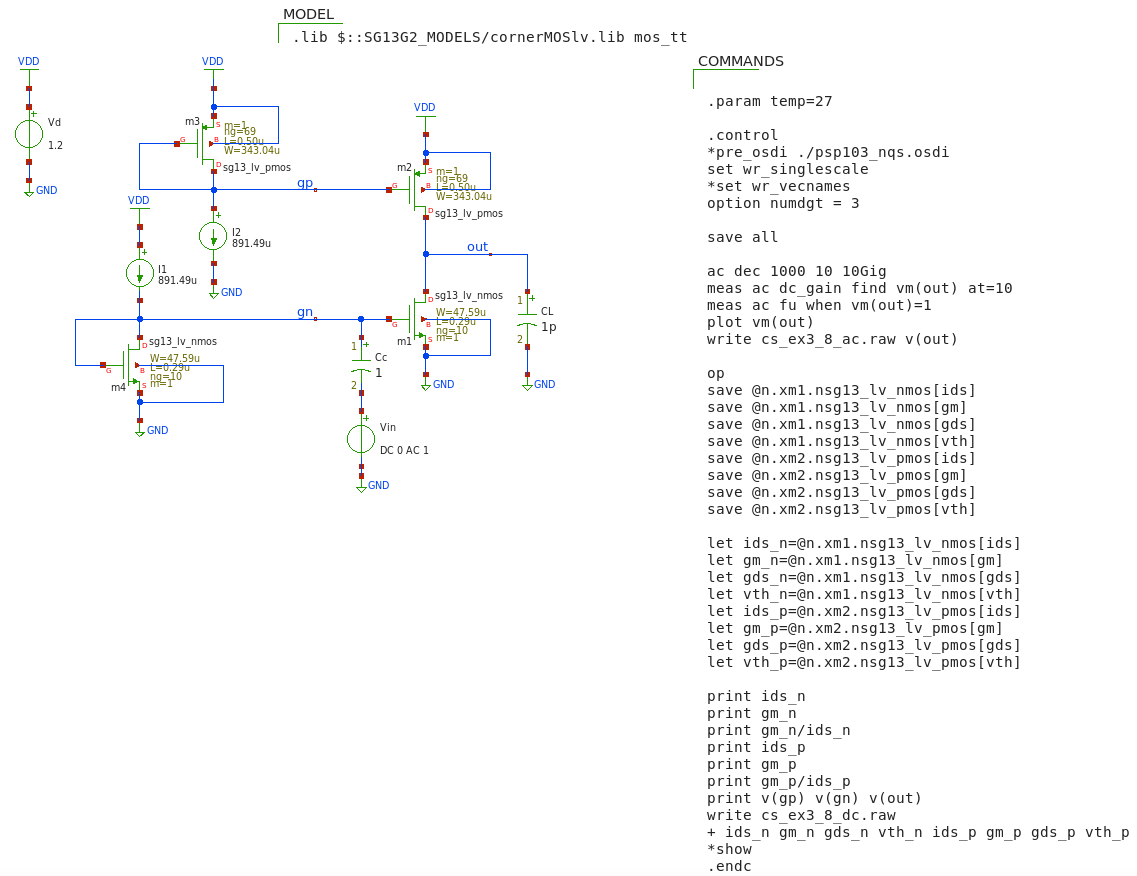 MODEL
.lib $::SG13G2_MODELS/cornerMOSlv.lib mos_tt
VDD
Vd
1.2
GND
VDD
m3
m=1
ng=69
L=0.50u
W=343.04u
S
G
B
D
sg13_lv_pmos
gp
I2
891.49u
GND
VDD
I1
891.49u
gn
sg13_lv_nmos
W=47.59u
L=0.29u
ng=10
m=1
D
G
B
S
m4
GND
VDD
m2
m=1
ng=69
L=0.50u
W=343.04u
S
G
B
D
sg13_lv_pmos
out
sg13_lv_nmos
W=47.59u
L=0.29u
ng=10
m=1
D
G
B
S
m1
GND
1
CL
1p
2
GND
1
Cc
1
2
Vin
DC 0 AC 1
GND
COMMANDS
.param temp=27
.control
*pre_osdi ./psp103_nqs.osdi
set wr_singlescale
*set wr_vecnames
option numdgt = 3
save all
ac dec 1000 10 10Gig
meas ac dc_gain find vm(out) at=10
meas ac fu when vm(out)=1
plot vm(out)
write cs_ex3_8_ac.raw v(out)
op
save @n.xm1.nsg13_lv_nmos[ids]
save @n.xm1.nsg13_lv_nmos[gm]
save @n.xm1.nsg13_lv_nmos[gds]
save @n.xm1.nsg13_lv_nmos[vth]
save @n.xm2.nsg13_lv_pmos[ids]
save @n.xm2.nsg13_lv_pmos[gm]
save @n.xm2.nsg13_lv_pmos[gds]
save @n.xm2.nsg13_lv_pmos[vth]
let ids_n=@n.xm1.nsg13_lv_nmos[ids]
let gm_n=@n.xm1.nsg13_lv_nmos[gm]
let gds_n=@n.xm1.nsg13_lv_nmos[gds]
let vth_n=@n.xm1.nsg13_lv_nmos[vth]
let ids_p=@n.xm2.nsg13_lv_pmos[ids]
let gm_p=@n.xm2.nsg13_lv_pmos[gm]
let gds_p=@n.xm2.nsg13_lv_pmos[gds]
let vth_p=@n.xm2.nsg13_lv_pmos[vth]
print ids_n
print gm_n
print gm_n/ids_n
print ids_p
print gm_p
print gm_p/ids_p
print v(gp) v(gn) v(out)
write cs_ex3_8_dc.raw
+ ids_n gm_n gds_n vth_n ids_p gm_p gds_p vth_p
*show
.endc